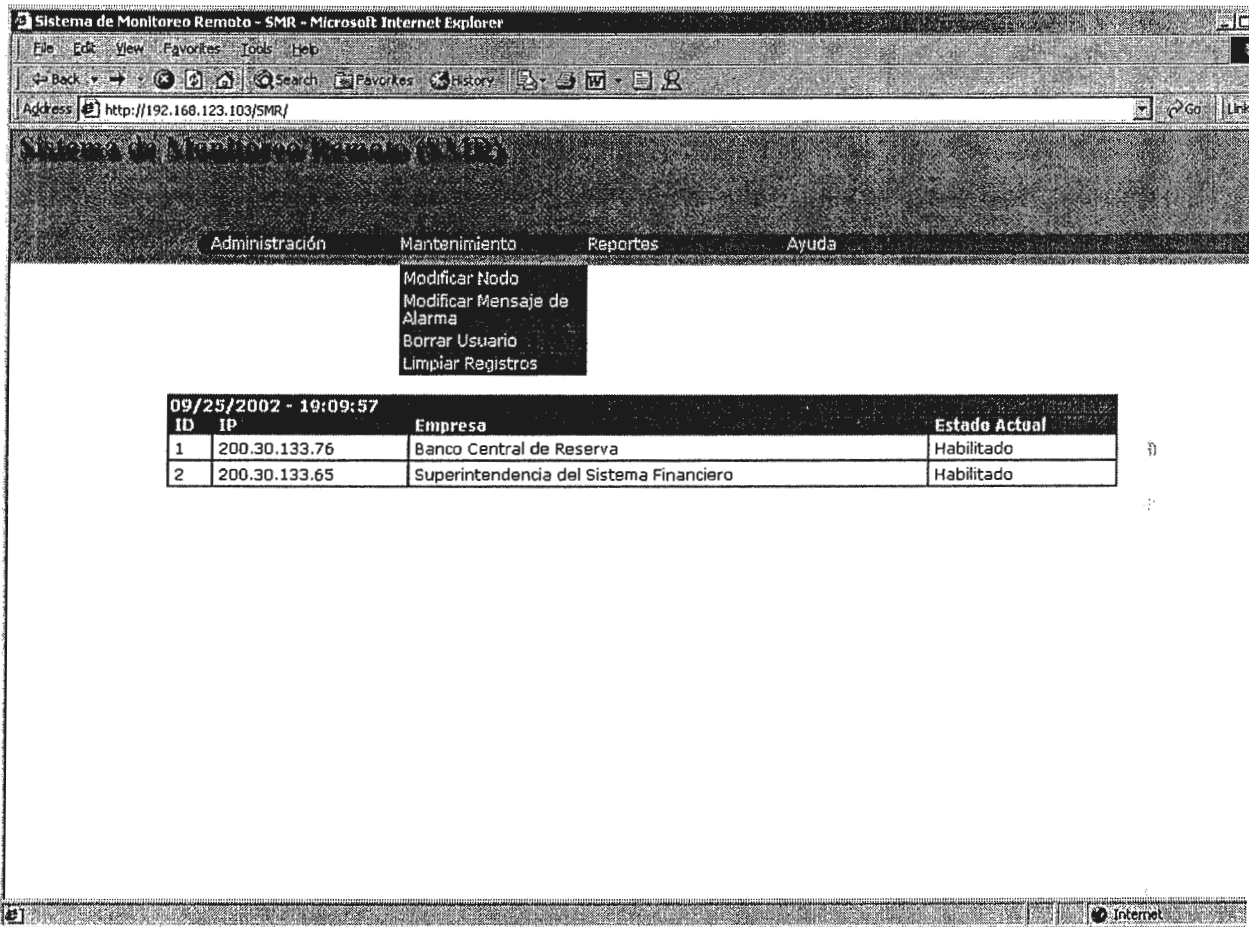 Sistema de Monitoreo Remoto - SMR - Microsoft Internet Explorer
File Edit View Favorites Tools Help
Back Search Favorites History
Address http://192.168.123.103/SMR/ Go Link
Sistema de Monitoreo Remoto (SMR)
Administración Mantenimiento Reportes Ayuda
Modificar Nodo
Modificar Mensaje de
Alarma
Borrar Usuario
Limpiar Registros
09/25/2002 - 19:09:57
ID IP Empresa Estado Actual
1 200.30.133.76 Banco Central de Reserva Habilitado
2 200.30.133.65 Superintendencia del Sistema Financiero Habilitado
Internet